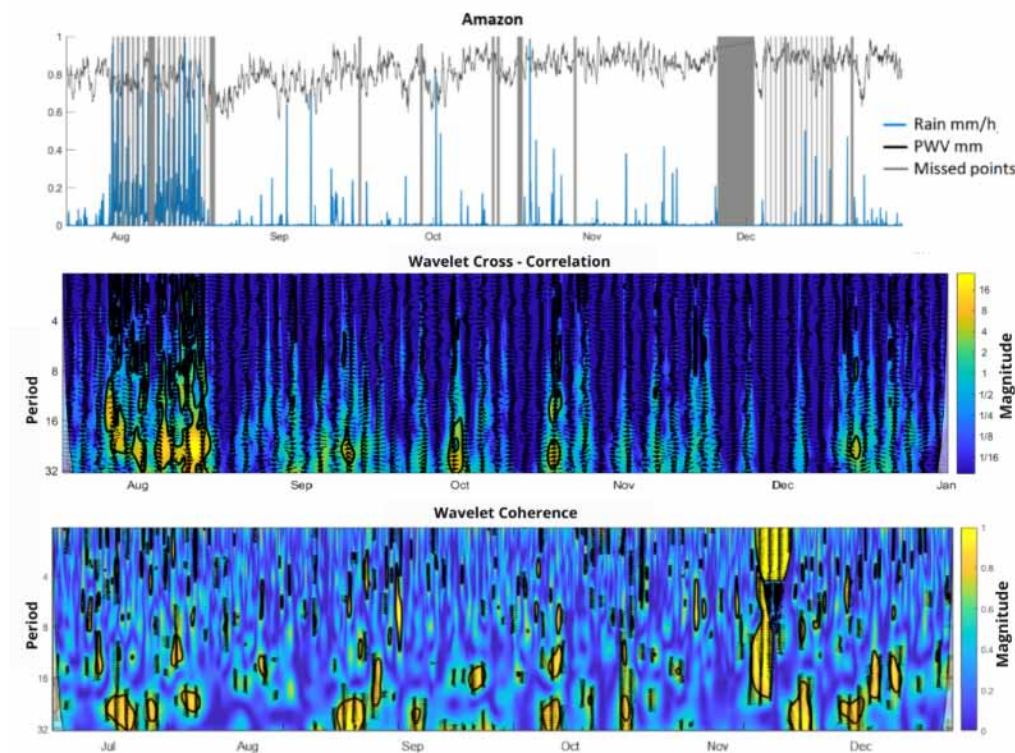 Amazon
1
0.8
0.6
0.4
0.2
0
Aug Sep Oct Nov Dec
Rain mm/h
PWV mm
Missed points
Wavelet Cross - Correlation
Period
4
8
16
32
Aug Sep Oct Nov Dec Jan
16
8
4
2
1
1/2
1/4
1/8
1/16
Magnitude
Wavelet Coherence
Period
4
8
16
32
Jul Aug Sep Oct Nov Dec
1
0.8
0.6
0.4
0.2
0
Magnitude